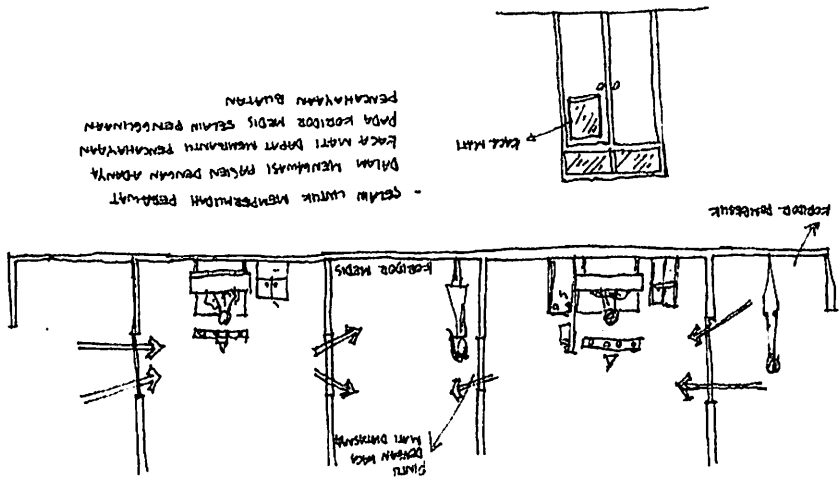 PINTU
DENGAN KACA
MATI DIATASNYA
KORIDOR PEMBESUK
KORIDOR MEDIS
KACA MATI
- SELAIN UNTUK MEMPERMUDAH PERAWAT
DALAM MENGAWASI PASIEN DENGAN ADANYA
KACA MATI DAPAT MEMBANTU PENCAHAYAAN
PADA KORIDOR MEDIS SELAIN PENGGUNAAN
PENCAHAYAAN BUATAN